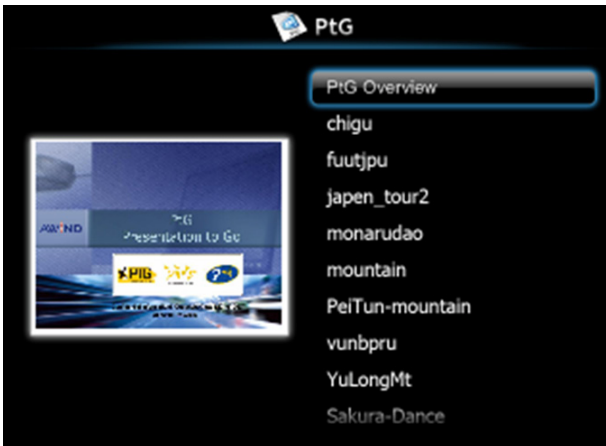 PtG
PtG Overview
chigu
fuutjpu
japen_tour2
monarudao
mountain
PeiTun-mountain
vunbpru
YuLongMt
Sakura-Dance
AWIND
PtG
Presentation to Go
PtG